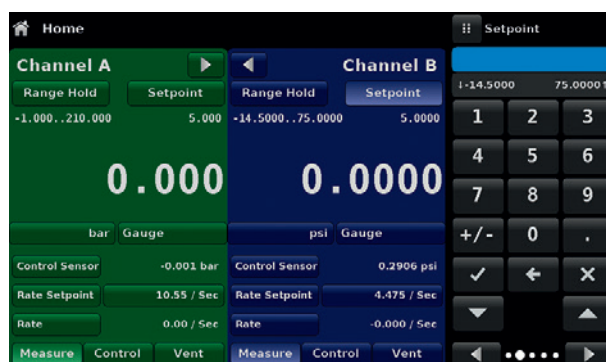 Home
Channel A
Range Hold Setpoint
-1.000..210.000 5.000
0.000
bar Gauge
Control Sensor -0.001 bar
Rate Setpoint 10.55 / Sec
Rate 0.00 / Sec
Measure Control Vent
Channel B
Range Hold Setpoint
-14.5000..75.0000 5.0000
0.0000
psi Gauge
Control Sensor 0.2906 psi
Rate Setpoint 4.475 / Sec
Rate -0.000 / Sec
Measure Control Vent
Setpoint
↓-14.5000 75.0000↑
1 2 3
4 5 6
7 8 9
+/- 0 .